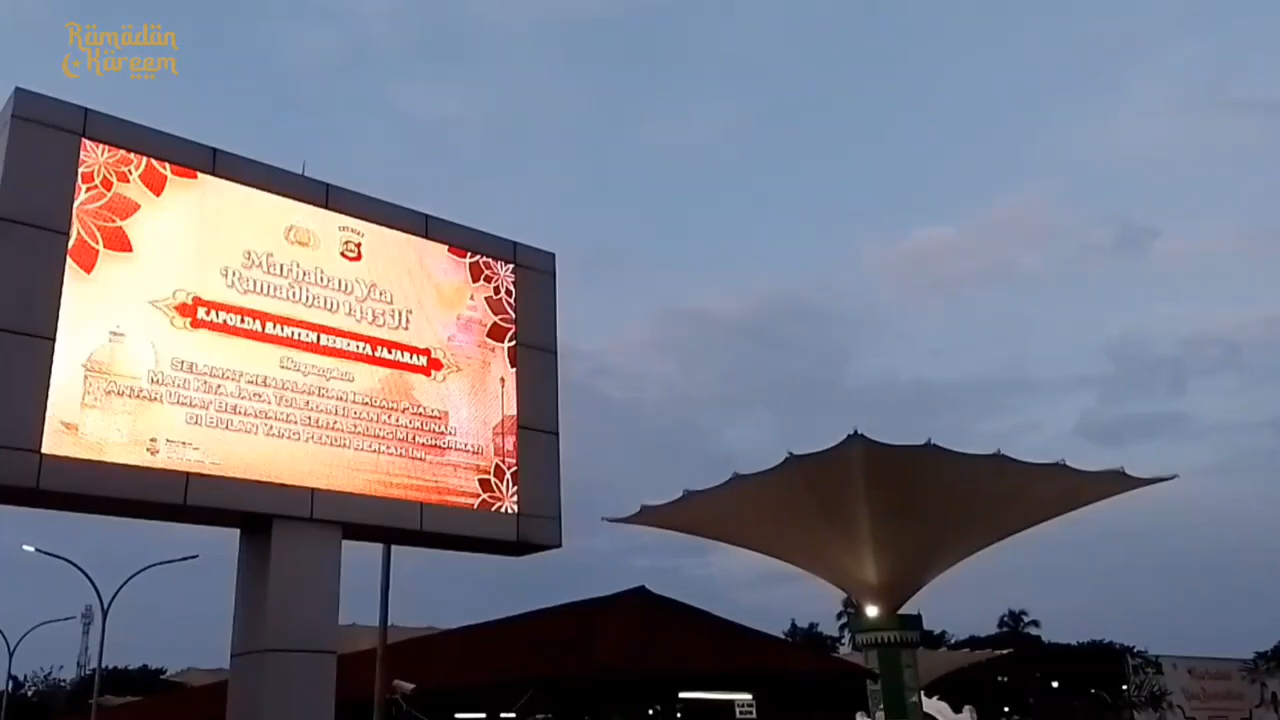 Ramadan
Kareem
Marhaban Yaa
Ramadhan 1445 H
KAPOLDA BANTEN BESERTA JAJARAN
Mengucapkan
SELAMAT MENJALANKAN IBADAH PUASA
MARI KITA JAGA TOLERANSI DAN KERUKUNAN
ANTAR UMAT BERAGAMA SERTA SALING MENGHORMATI
DI BULAN YANG PENUH BERKAH INI